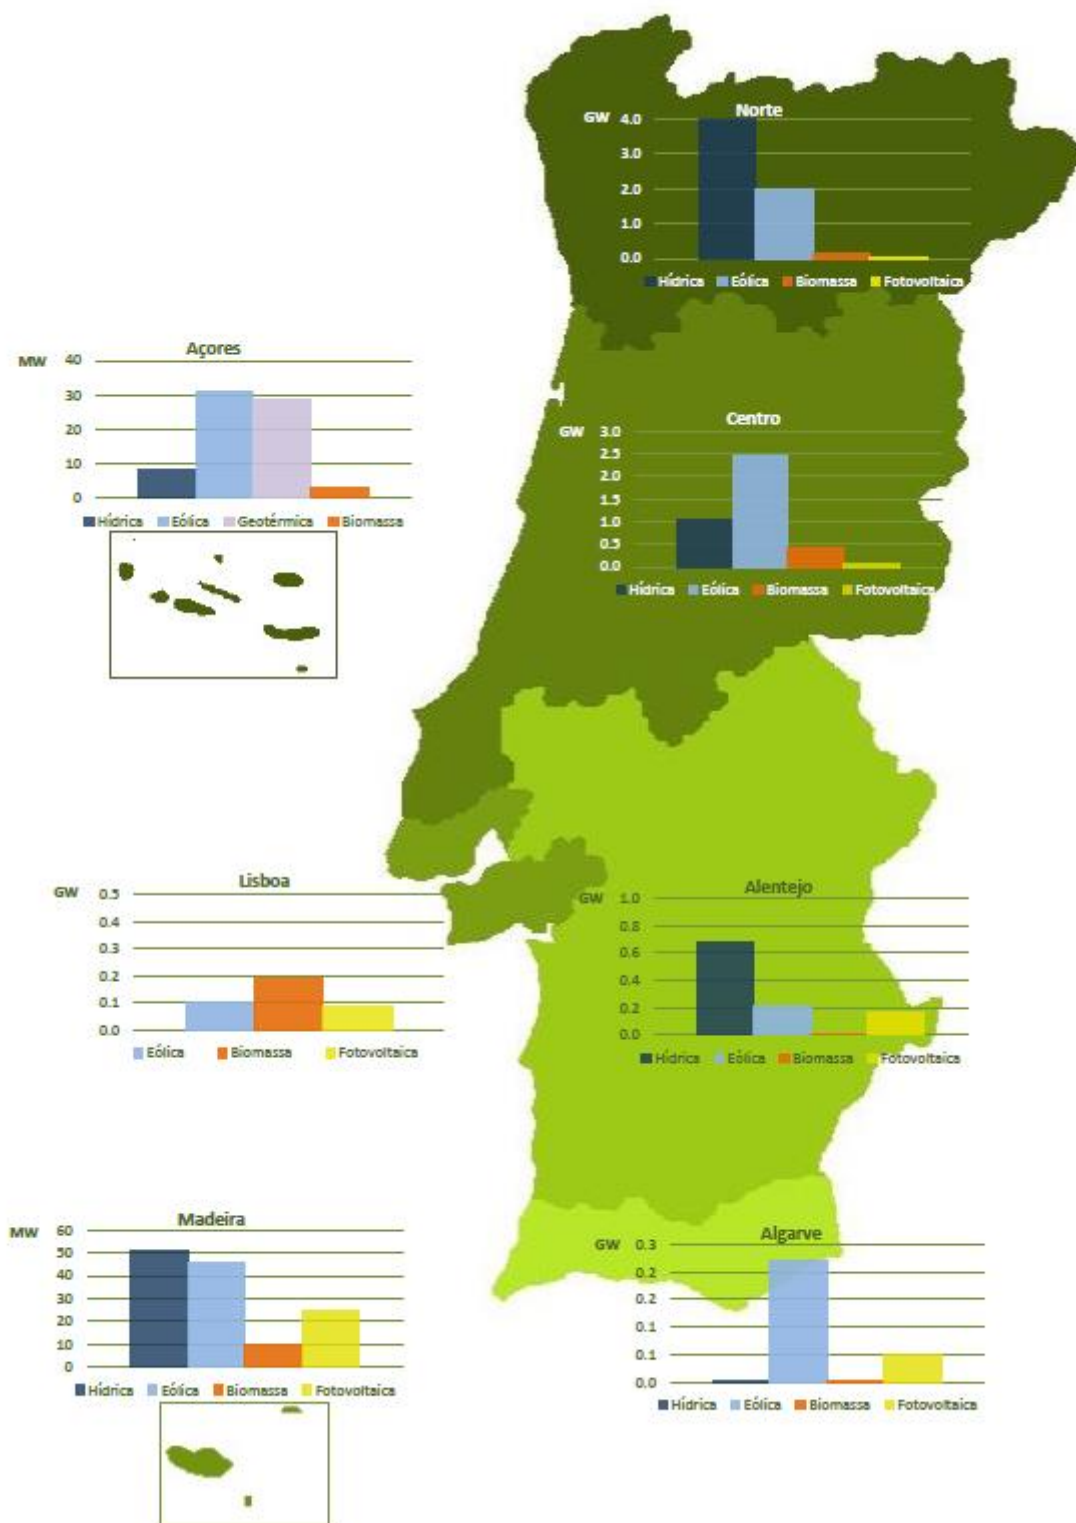 Norte
GW
4.0
3.0
2.0
1.0
0.0
Hídrica Eólica Biomassa Fotovoltaica
Açores
MW
40
30
20
10
0
Hídrica Eólica Geotérmica Biomassa
Centro
GW
3.0
2.5
2.0
1.5
1.0
0.5
0.0
Hídrica Eólica Biomassa Fotovoltaica
Lisboa
GW
0.5
0.4
0.3
0.2
0.1
0.0
Eólica Biomassa Fotovoltaica
Alentejo
GW
1.0
0.8
0.6
0.4
0.2
0.0
Hídrica Eólica Biomassa Fotovoltaica
Madeira
MW
60
50
40
30
20
10
0
Hídrica Eólica Biomassa Fotovoltaica
Algarve
GW
0.3
0.2
0.2
0.1
0.1
0.0
Hídrica Eólica Biomassa Fotovoltaica